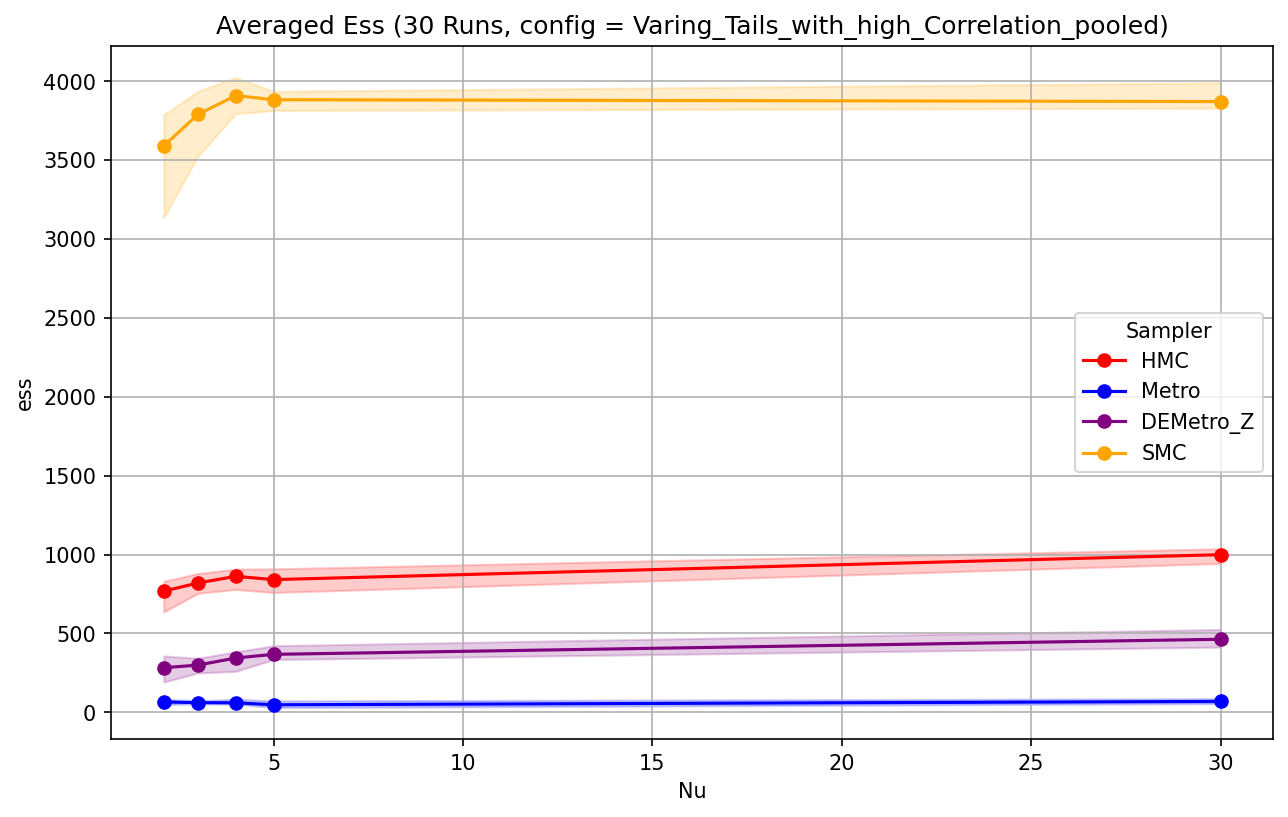 Averaged Ess (30 Runs, config = Varing_Tails_with_high_Correlation_pooled)
4000
3500
3000
2500
2000
1500
1000
500
0
ess
5
10
15
20
25
30
Nu
Sampler
HMC
Metro
DEMetro_Z
SMC